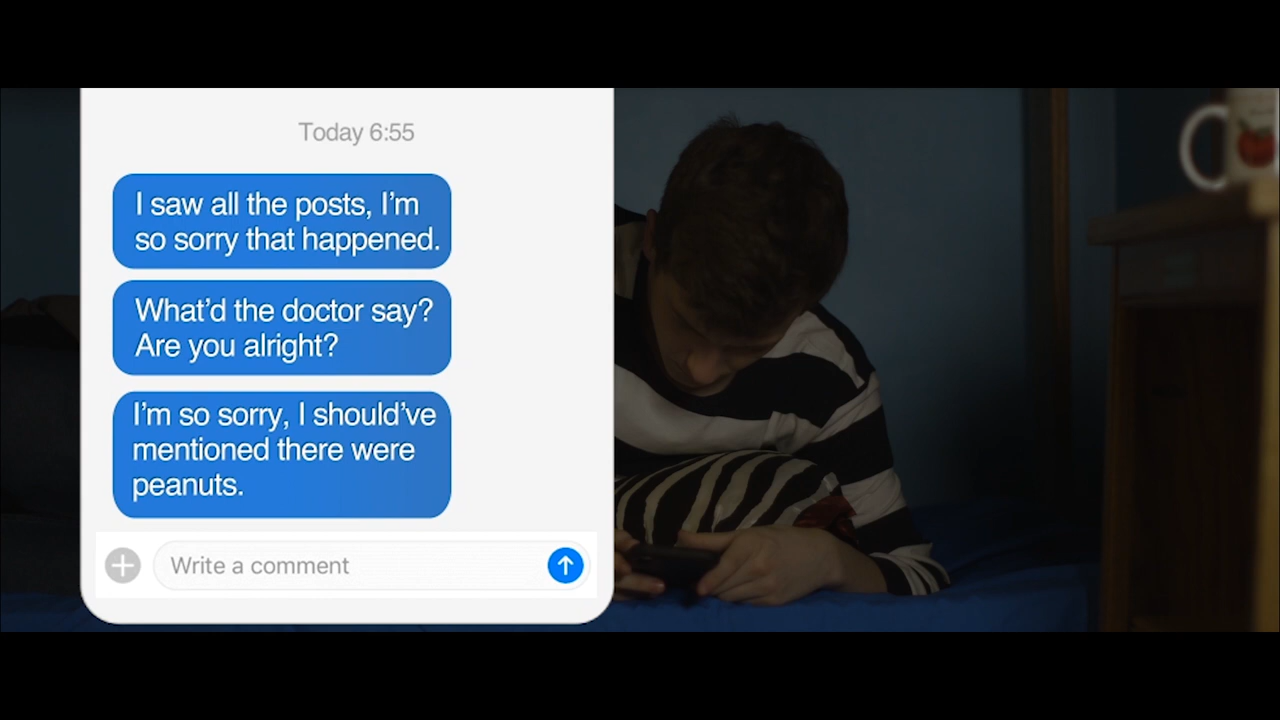 Today 6:55
I saw all the posts, I’m
so sorry that happened.
What’d the doctor say?
Are you alright?
I’m so sorry, I should’ve
mentioned there were
peanuts.
Write a comment